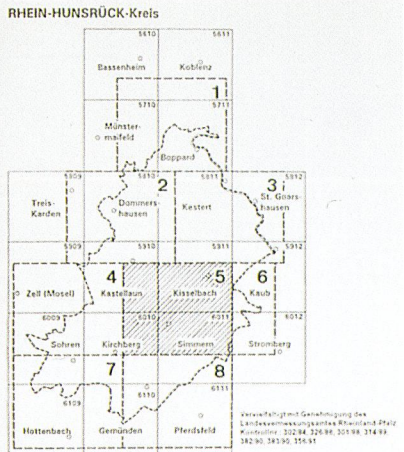 RHEIN-HUNSRÜCK-Kreis
5610 5611
Bassenheim Koblenz
1
5710 5711
Münster-
maifeld
Boppard
5809 5810 5811 5812
2 3
Treis-
Karden
Dommers-
hausen
Kestert
St. Goars-
hausen
5909 5910 5911 5912
4 5 6
Zell (Mosel) Kastellaun Kisselbach Kaub
6009 6010 6011 6012
Sohren Kirchberg Simmern Stromberg
7 8
6109 6110 6111
Hottenbach Gemünden Pferdsfeld
Vervielfältigt mit Genehmigung des
Landesvermessungsamtes Rheinland-Pfalz
Kontrollnr.